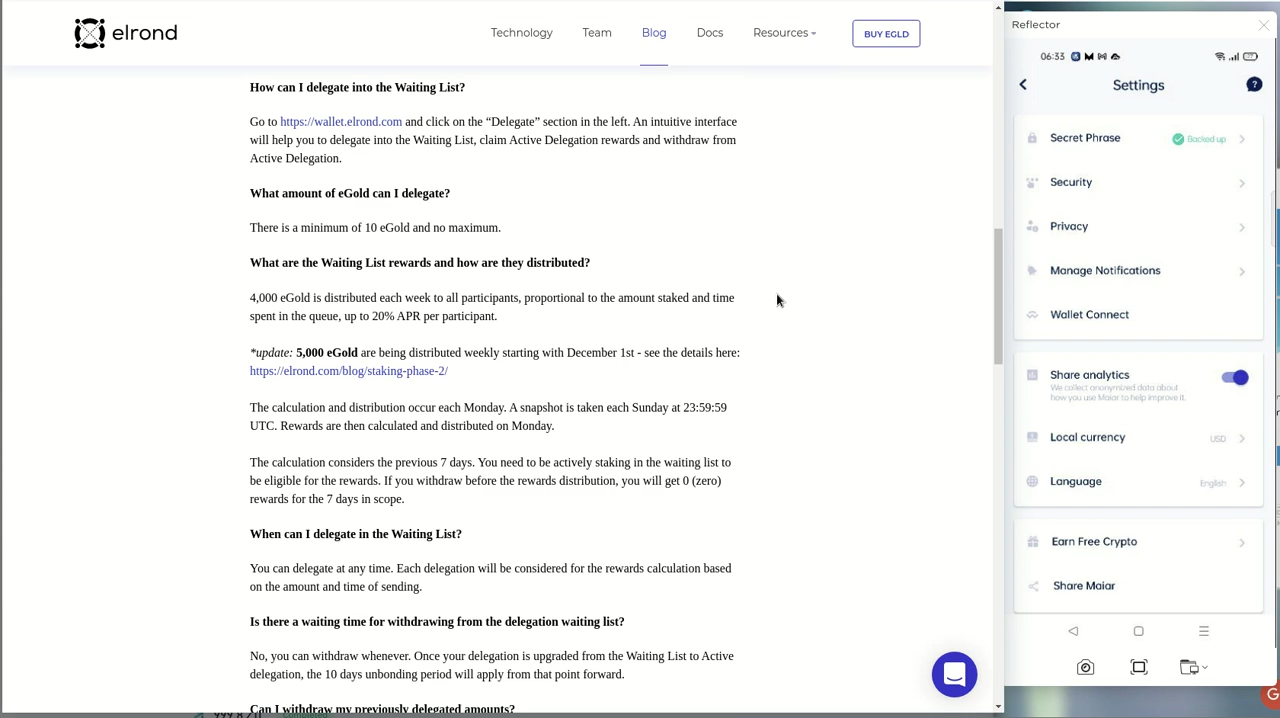 elrond
Technology Team Blog Docs Resources
BUY EGLD
How can I delegate into the Waiting List?
Go to https://wallet.elrond.com and click on the “Delegate” section in the left. An intuitive interface
will help you to delegate into the Waiting List, claim Active Delegation rewards and withdraw from
Active Delegation.
What amount of eGold can I delegate?
There is a minimum of 10 eGold and no maximum.
What are the Waiting List rewards and how are they distributed?
4,000 eGold is distributed each week to all participants, proportional to the amount staked and time
spent in the queue, up to 20% APR per participant.
*update: 5,000 eGold are being distributed weekly starting with December 1st - see the details here:
https://elrond.com/blog/staking-phase-2/
The calculation and distribution occur each Monday. A snapshot is taken each Sunday at 23:59:59
UTC. Rewards are then calculated and distributed on Monday.
The calculation considers the previous 7 days. You need to be actively staking in the waiting list to
be eligible for the rewards. If you withdraw before the rewards distribution, you will get 0 (zero)
rewards for the 7 days in scope.
When can I delegate in the Waiting List?
You can delegate at any time. Each delegation will be considered for the rewards calculation based
on the amount and time of sending.
Is there a waiting time for withdrawing from the delegation waiting list?
No, you can withdraw whenever. Once your delegation is upgraded from the Waiting List to Active
delegation, the 10 days unbonding period will apply from that point forward.
Can I withdraw my previously delegated amounts?
Reflector
06:33
Settings
?
Secret Phrase Backed up
Security
Privacy
Manage Notifications
Wallet Connect
Share analytics
We collect anonymized data about
how you use Maiar to help improve it.
Local currency USD
Language English
Earn Free Crypto
Share Maiar